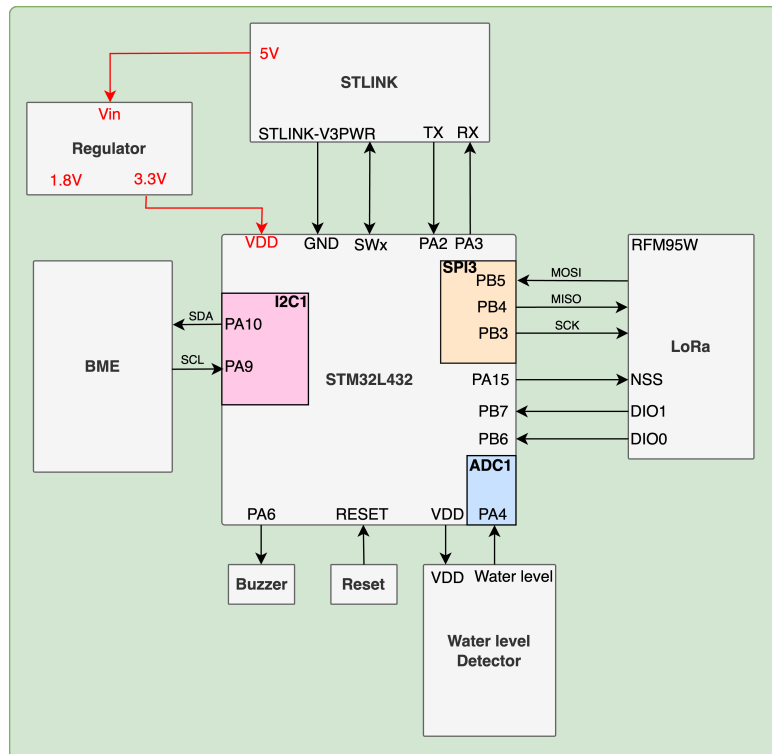 5V
STLINK
STLINK-V3PWR TX RX
Vin
Regulator
1.8V 3.3V
VDD GND SWx PA2 PA3
SPI3
PB5 MOSI
PB4 MISO
PB3 SCK
RFM95W
LoRa
I2C1
SDA PA10
SCL PA9
BME
STM32L432
PA15 NSS
PB7 DIO1
PB6 DIO0
ADC1
PA6 RESET VDD PA4
Buzzer
Reset
VDD Water level
Water level
Detector